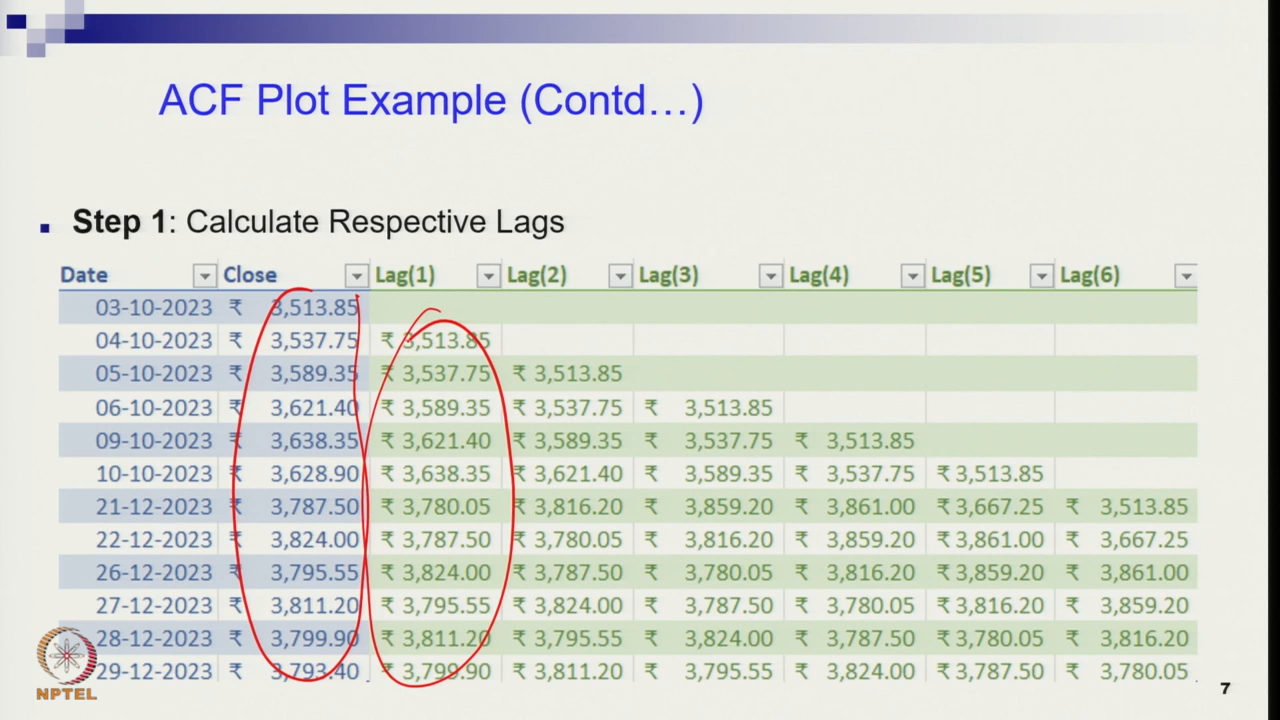 ACF Plot Example (Contd…)
Step 1: Calculate Respective Lags
Date Close Lag(1) Lag(2) Lag(3) Lag(4) Lag(5) Lag(6)
03-10-2023 ₹ 3,513.85
04-10-2023 ₹ 3,537.75 ₹ 3,513.85
05-10-2023 ₹ 3,589.35 ₹ 3,537.75 ₹ 3,513.85
06-10-2023 ₹ 3,621.40 ₹ 3,589.35 ₹ 3,537.75 ₹ 3,513.85
09-10-2023 ₹ 3,638.35 ₹ 3,621.40 ₹ 3,589.35 ₹ 3,537.75 ₹ 3,513.85
10-10-2023 ₹ 3,628.90 ₹ 3,638.35 ₹ 3,621.40 ₹ 3,589.35 ₹ 3,537.75 ₹ 3,513.85
21-12-2023 ₹ 3,787.50 ₹ 3,780.05 ₹ 3,816.20 ₹ 3,859.20 ₹ 3,861.00 ₹ 3,667.25 ₹ 3,513.85
22-12-2023 ₹ 3,824.00 ₹ 3,787.50 ₹ 3,780.05 ₹ 3,816.20 ₹ 3,859.20 ₹ 3,861.00 ₹ 3,667.25
26-12-2023 ₹ 3,795.55 ₹ 3,824.00 ₹ 3,787.50 ₹ 3,780.05 ₹ 3,816.20 ₹ 3,859.20 ₹ 3,861.00
27-12-2023 ₹ 3,811.20 ₹ 3,795.55 ₹ 3,824.00 ₹ 3,787.50 ₹ 3,780.05 ₹ 3,816.20 ₹ 3,859.20
28-12-2023 ₹ 3,799.90 ₹ 3,811.20 ₹ 3,795.55 ₹ 3,824.00 ₹ 3,787.50 ₹ 3,780.05 ₹ 3,816.20
29-12-2023 ₹ 3,793.40 ₹ 3,799.90 ₹ 3,811.20 ₹ 3,795.55 ₹ 3,824.00 ₹ 3,787.50 ₹ 3,780.05
NPTEL
7